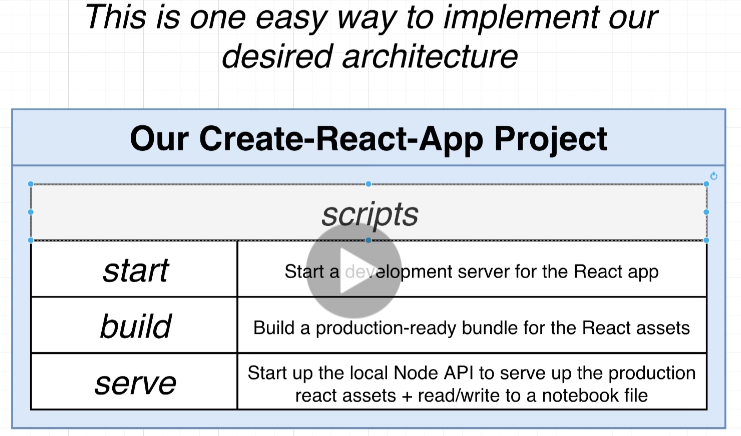 This is one easy way to implement our
desired architecture
Our Create-React-App Project
scripts
start
Start a development server for the React app
build
Build a production-ready bundle for the React assets
serve
Start up the local Node API to serve up the production
react assets + read/write to a notebook file